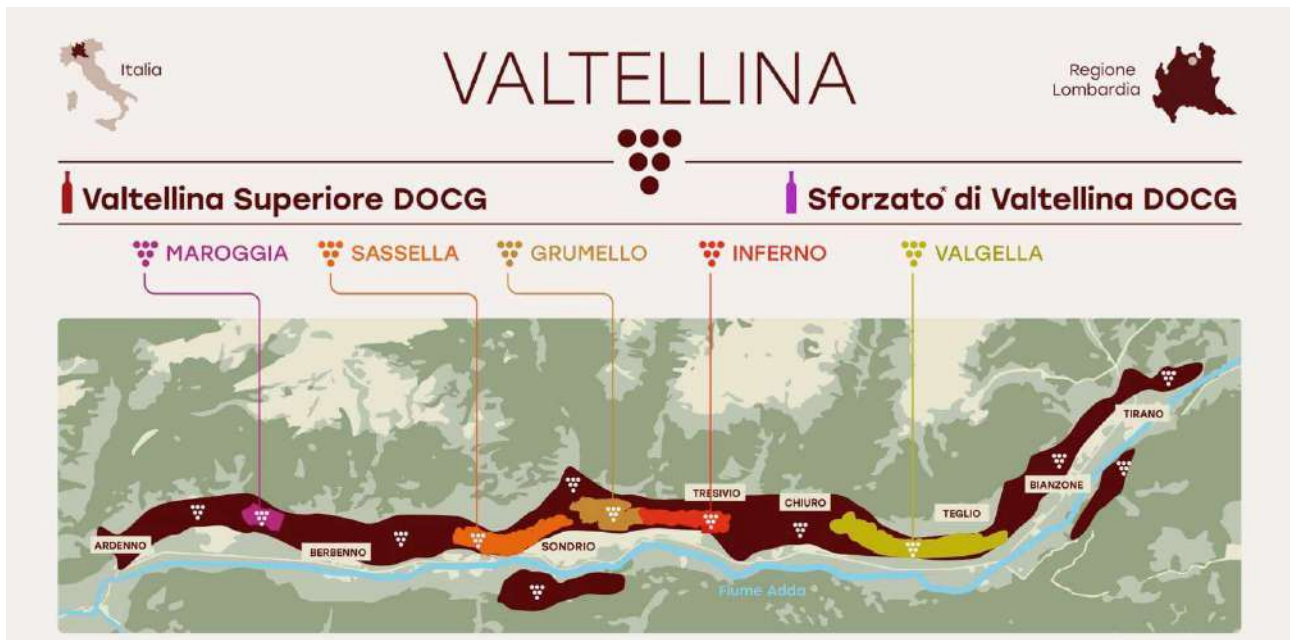 VALTELLINA
Italia
Regione
Lombardia
Valtellina Superiore DOCG
Sforzato* di Valtellina DOCG
MAROGGIA
SASSELLA
GRUMELLO
INFERNO
VALGELLA
TIRANO
BIANZONE
TRESIVIO
CHIURO
TEGLIO
ARDENNO
BERBENNO
SONDRIO
Fiume Adda